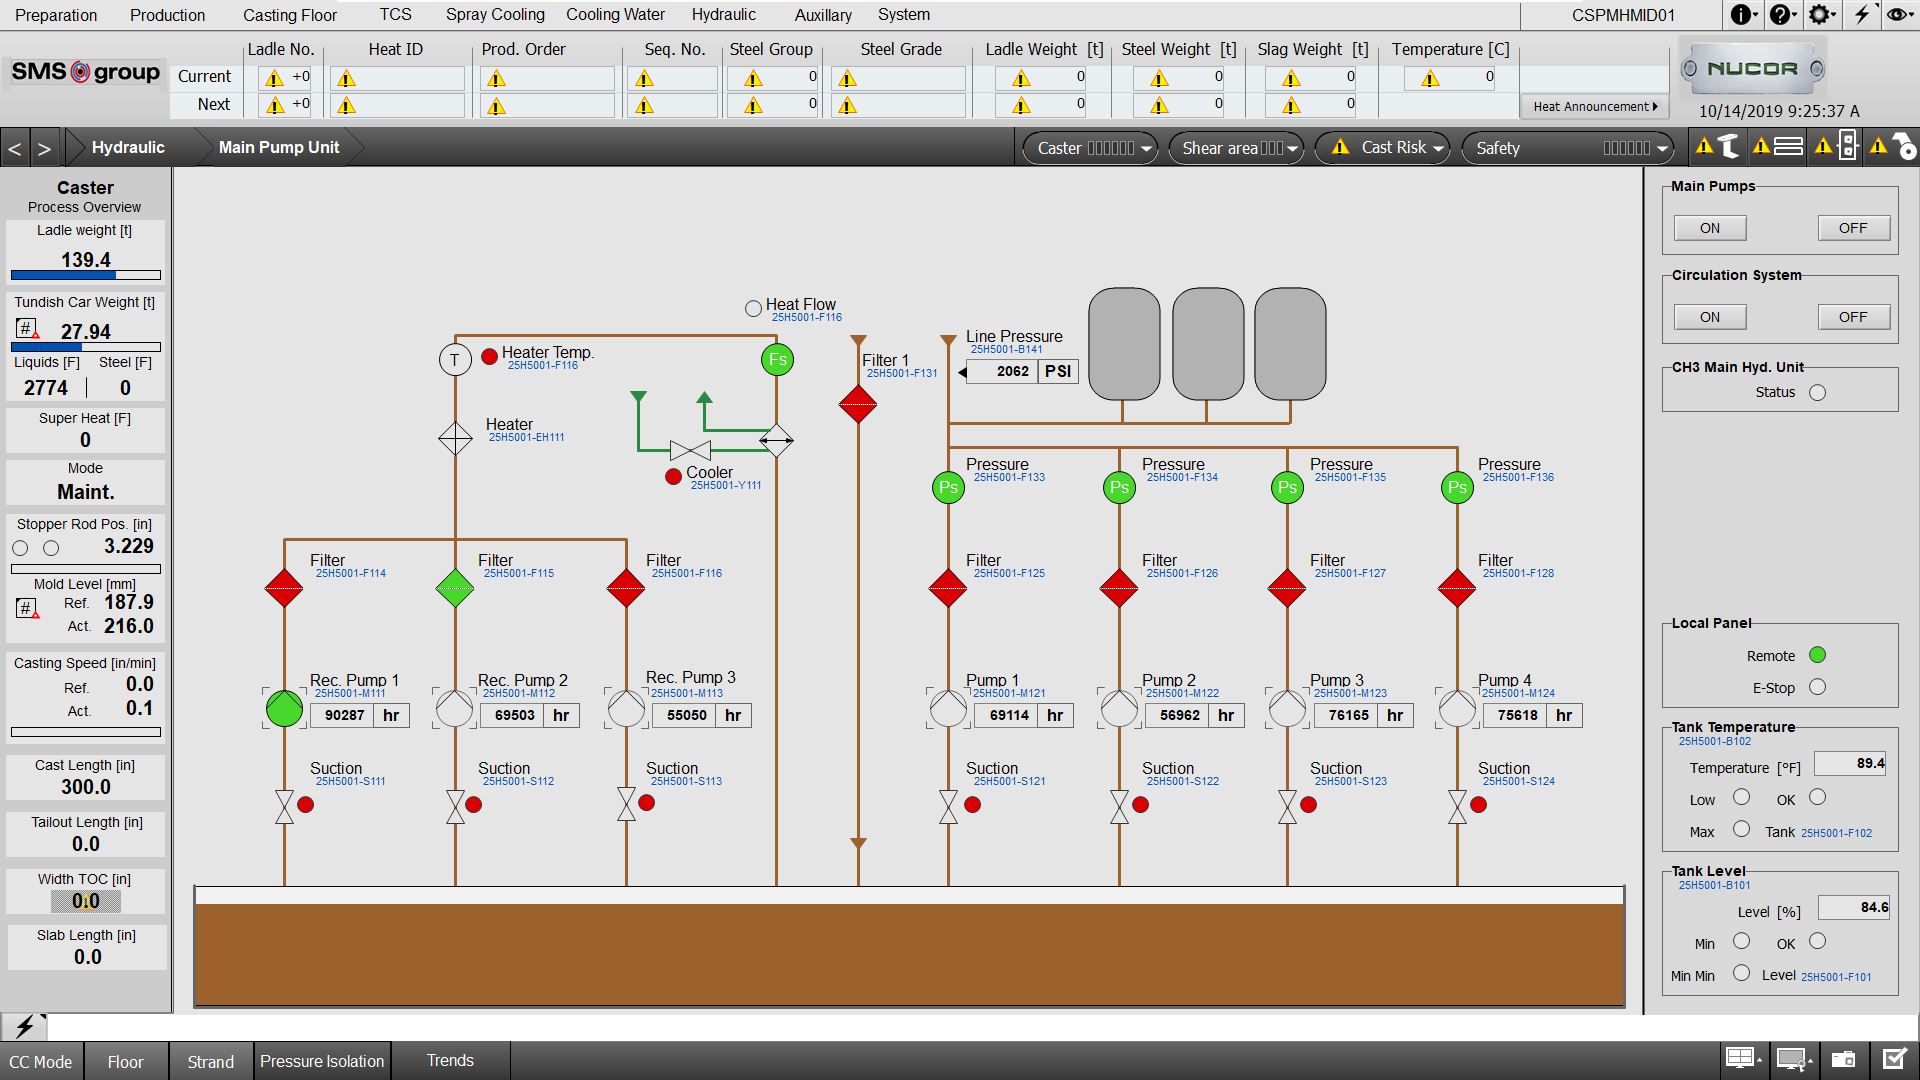 Preparation Production Casting Floor TCS Spray Cooling Cooling Water Hydraulic Auxillary System CSPMHMID01
Ladle No. Heat ID Prod. Order Seq. No. Steel Group Steel Grade Ladle Weight [t] Steel Weight [t] Slag Weight [t] Temperature [C]
SMS group
Current +0 0 0 0 0 0
Next +0 0 0 0 0
Heat Announcement
NUCOR
10/14/2019 9:25:37 A
< > Hydraulic Main Pump Unit Caster Shear area Cast Risk Safety
Caster
Process Overview
Ladle weight [t]
139.4
Tundish Car Weight [t]
# 27.94
Liquids [F] Steel [F]
2774 0
Super Heat [F]
0
Mode
Maint.
Stopper Rod Pos. [in]
3.229
Mold Level [mm]
# Ref. 187.9
Act. 216.0
Casting Speed [in/min]
Ref. 0.0
Act. 0.1
Cast Length [in]
300.0
Tailout Length [in]
0.0
Width TOC [in]
0.0
Slab Length [in]
0.0
Heat Flow
25H5001-F116
T
Heater Temp.
25H5001-F116
Fs
Filter 1
25H5001-F131
Line Pressure
25H5001-B141
2062 PSI
Heater
25H5001-EH111
Cooler
25H5001-Y111
Ps
Pressure
25H5001-F133
Ps
Pressure
25H5001-F134
Ps
Pressure
25H5001-F135
Ps
Pressure
25H5001-F136
Filter
25H5001-F114
Filter
25H5001-F115
Filter
25H5001-F116
Filter
25H5001-F125
Filter
25H5001-F126
Filter
25H5001-F127
Filter
25H5001-F128
Rec. Pump 1
25H5001-M111
90287 hr
Rec. Pump 2
25H5001-M112
69503 hr
Rec. Pump 3
25H5001-M113
55050 hr
Pump 1
25H5001-M121
69114 hr
Pump 2
25H5001-M122
56962 hr
Pump 3
25H5001-M123
76165 hr
Pump 4
25H5001-M124
75618 hr
Suction
25H5001-S111
Suction
25H5001-S112
Suction
25H5001-S113
Suction
25H5001-S121
Suction
25H5001-S122
Suction
25H5001-S123
Suction
25H5001-S124
Main Pumps
ON OFF
Circulation System
ON OFF
CH3 Main Hyd. Unit
Status
Local Panel
Remote
E-Stop
Tank Temperature
25H5001-B102
Temperature [°F] 89.4
Low OK
Max Tank 25H5001-F102
Tank Level
25H5001-B101
Level [%] 84.6
Min OK
Min Min Level 25H5001-F101
CC Mode Floor Strand Pressure Isolation Trends